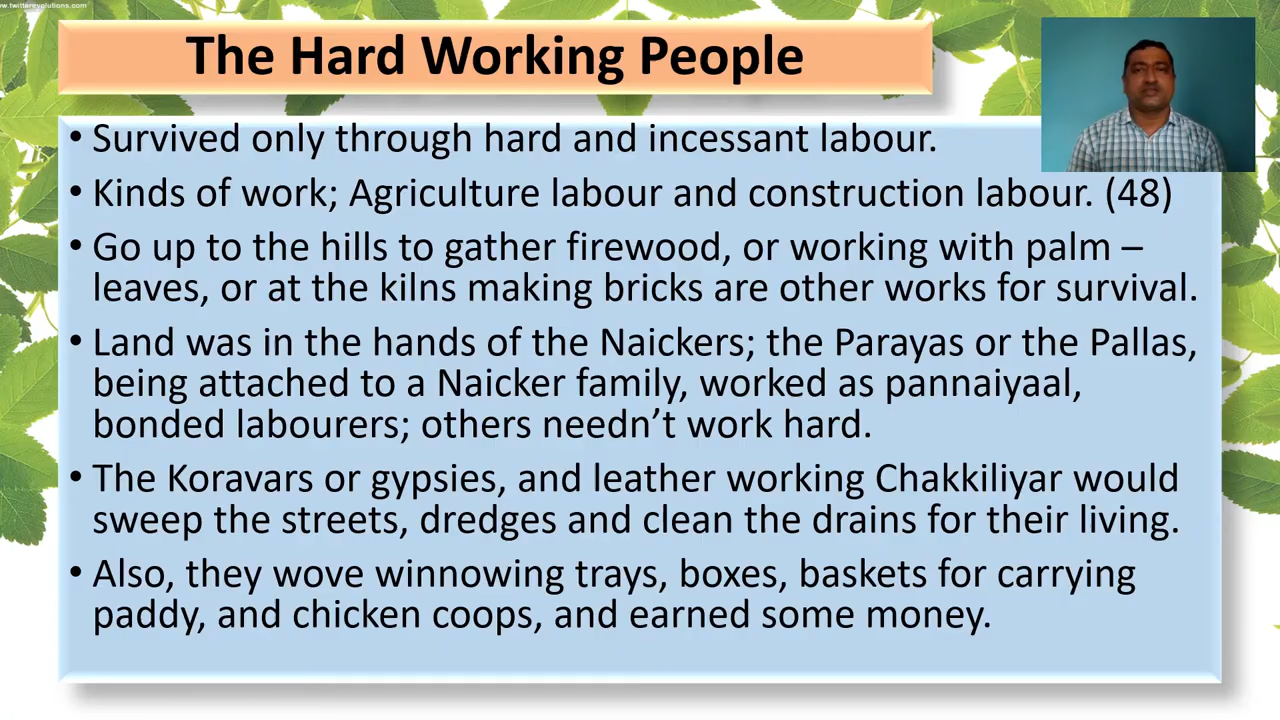 w.twittarevolutions.com
The Hard Working People
• Survived only through hard and incessant labour.
• Kinds of work; Agriculture labour and construction labour. (48)
• Go up to the hills to gather firewood, or working with palm –
leaves, or at the kilns making bricks are other works for survival.
• Land was in the hands of the Naickers; the Parayas or the Pallas,
being attached to a Naicker family, worked as pannaiyaal,
bonded labourers; others needn’t work hard.
• The Koravars or gypsies, and leather working Chakkiliyar would
sweep the streets, dredges and clean the drains for their living.
• Also, they wove winnowing trays, boxes, baskets for carrying
paddy, and chicken coops, and earned some money.